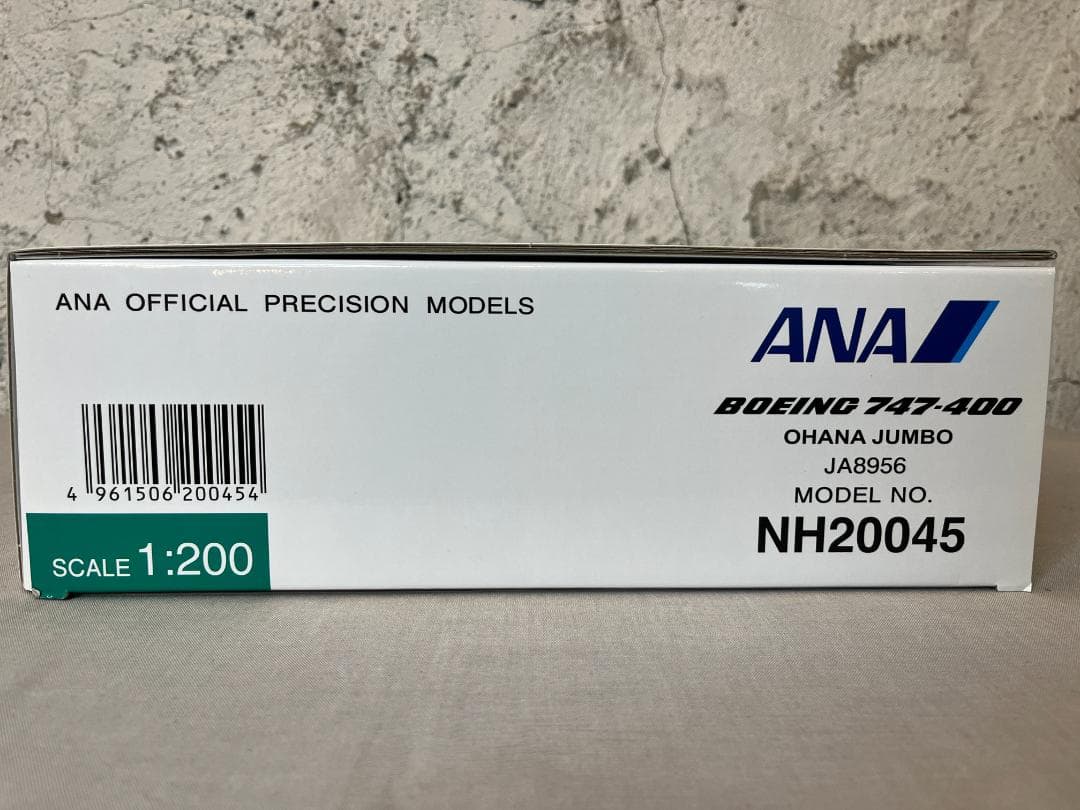 ANA OFFICIAL PRECISION MODELS
ANA
BOEING 747-400
OHANA JUMBO
JA8956
MODEL NO.
NH20045
4 961506 200454
SCALE 1:200